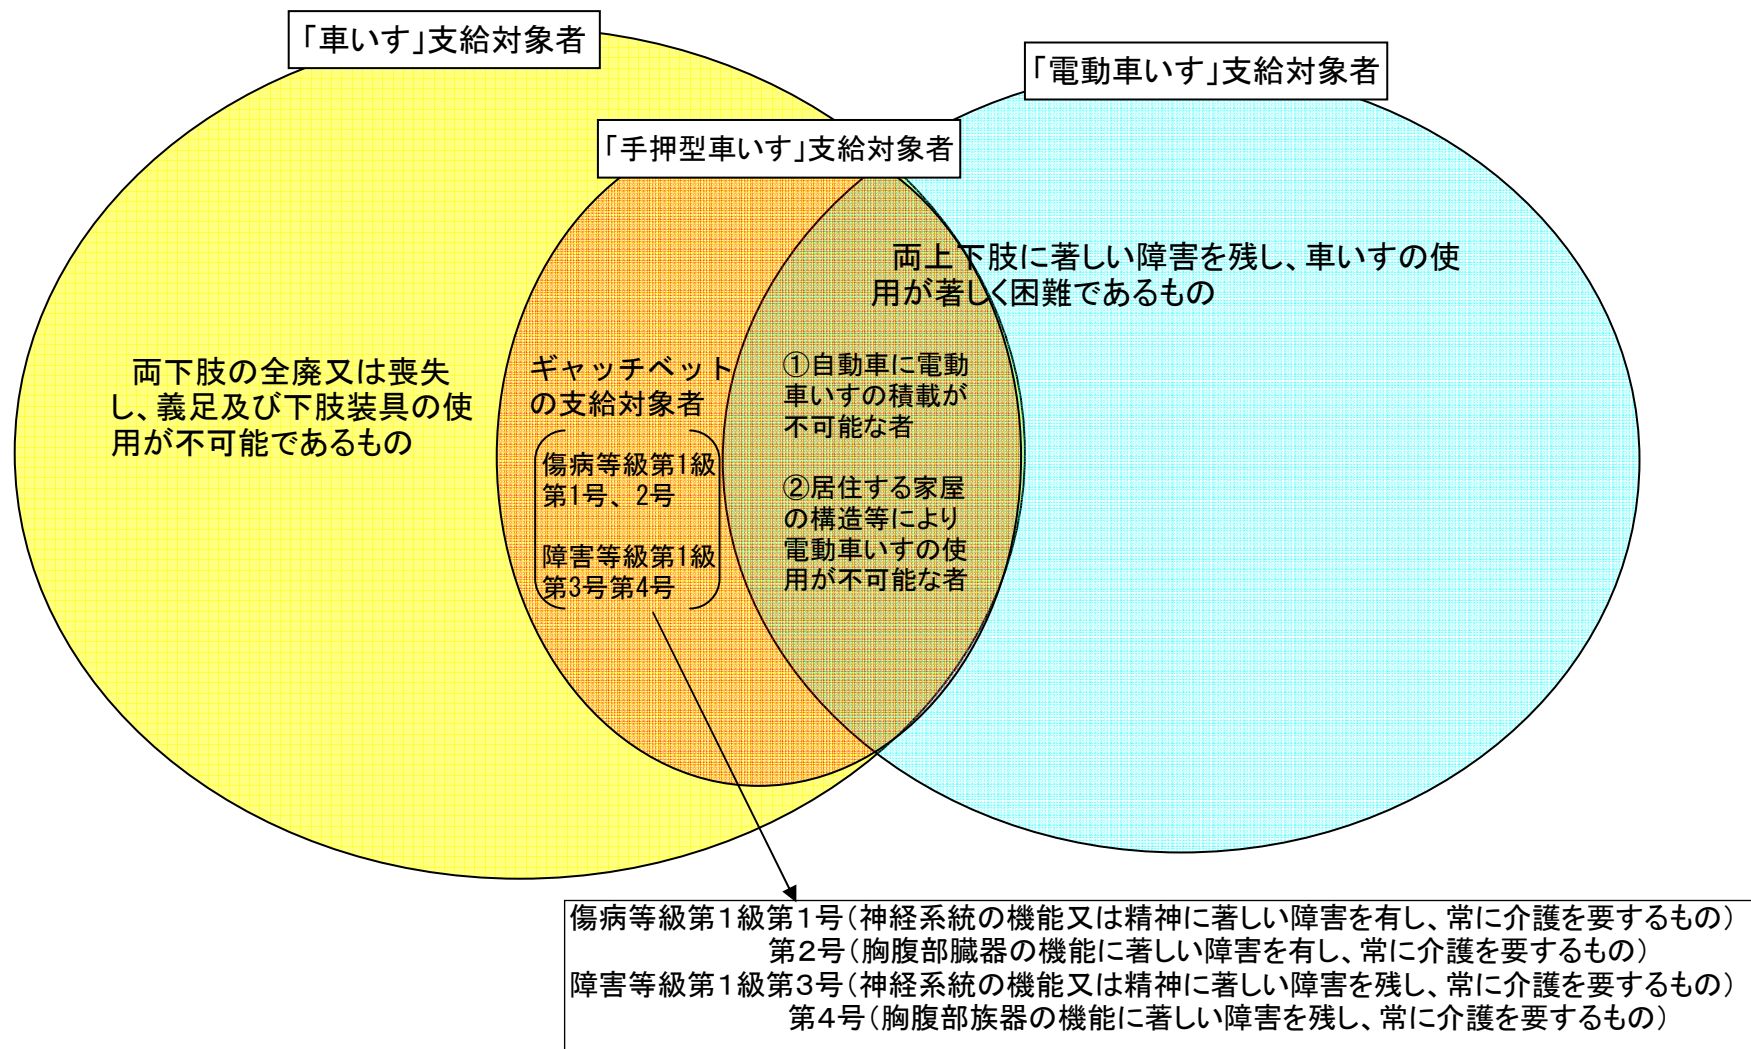 「車いす」支給対象者
「電動車いす」支給対象者
「手押型車いす」支給対象者
両上下肢に著しい障害を残し、車いすの使
用が著しく困難であるもの
両下肢の全廃又は喪失
し、義足及び下肢装具の使
用が不可能であるもの
ギャッチベット
の支給対象者
傷病等級第1級
第1号、2号
障害等級第1級
第3号第4号
①自動車に電動
車いすの積載が
不可能な者
②居住する家屋
の構造等により
電動車いすの使
用が不可能な者
傷病等級第1級第1号(神経系統の機能又は精神に著しい障害を有し、常に介護を要するもの)
第2号(胸腹部臓器の機能に著しい障害を有し、常に介護を要するもの)
障害等級第1級第3号(神経系統の機能又は精神に著しい障害を残し、常に介護を要するもの)
第4号(胸腹部族器の機能に著しい障害を残し、常に介護を要するもの)